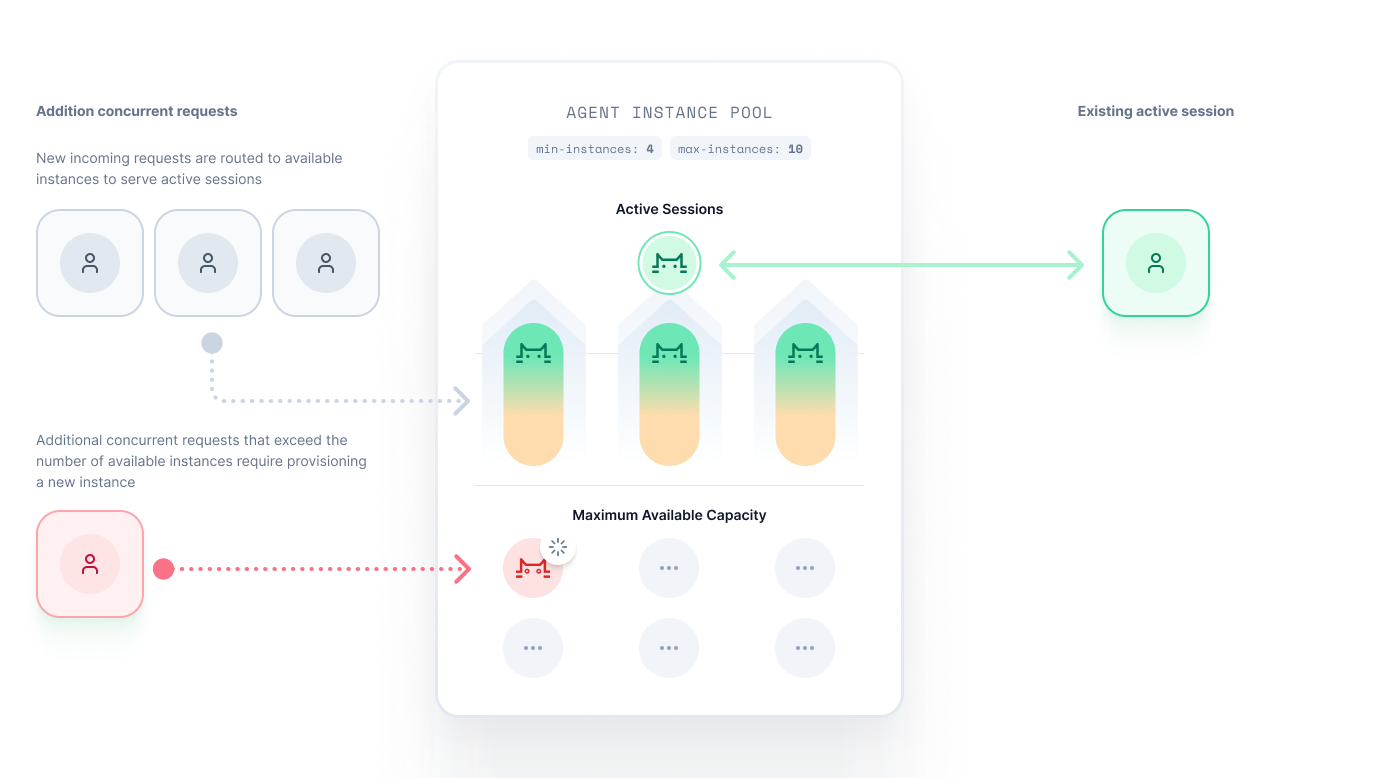 Addition concurrent requests
New incoming requests are routed to available
instances to serve active sessions
Additional concurrent requests that exceed the
number of available instances require provisioning
a new instance
AGENT INSTANCE POOL
min-instances: 4 max-instances: 10
Active Sessions
Maximum Available Capacity
Existing active session